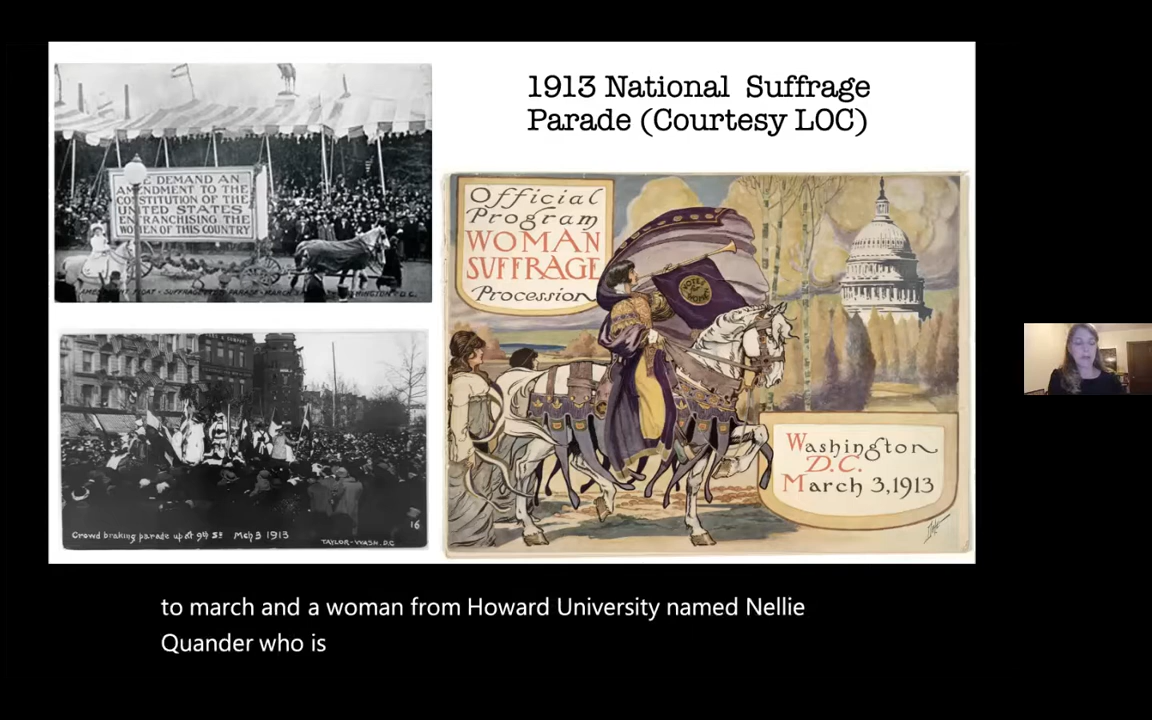 1913 National Suffrage
Parade (Courtesy LOC)
DEMAND AN
AMENDMENT TO THE
CONSTITUTION OF THE
UNITED STATES
ENFRANCHISING THE
WOMEN OF THIS COUNTRY
Official
Program
WOMAN
SUFFRAGE
Procession
VOTES
Washington
D.C.
March 3, 1913
Crowd braking parade up at 9th St Mch 3 1913
TAYLOR-WASH, D.C
16
to march and a woman from Howard University named Nellie
Quander who is